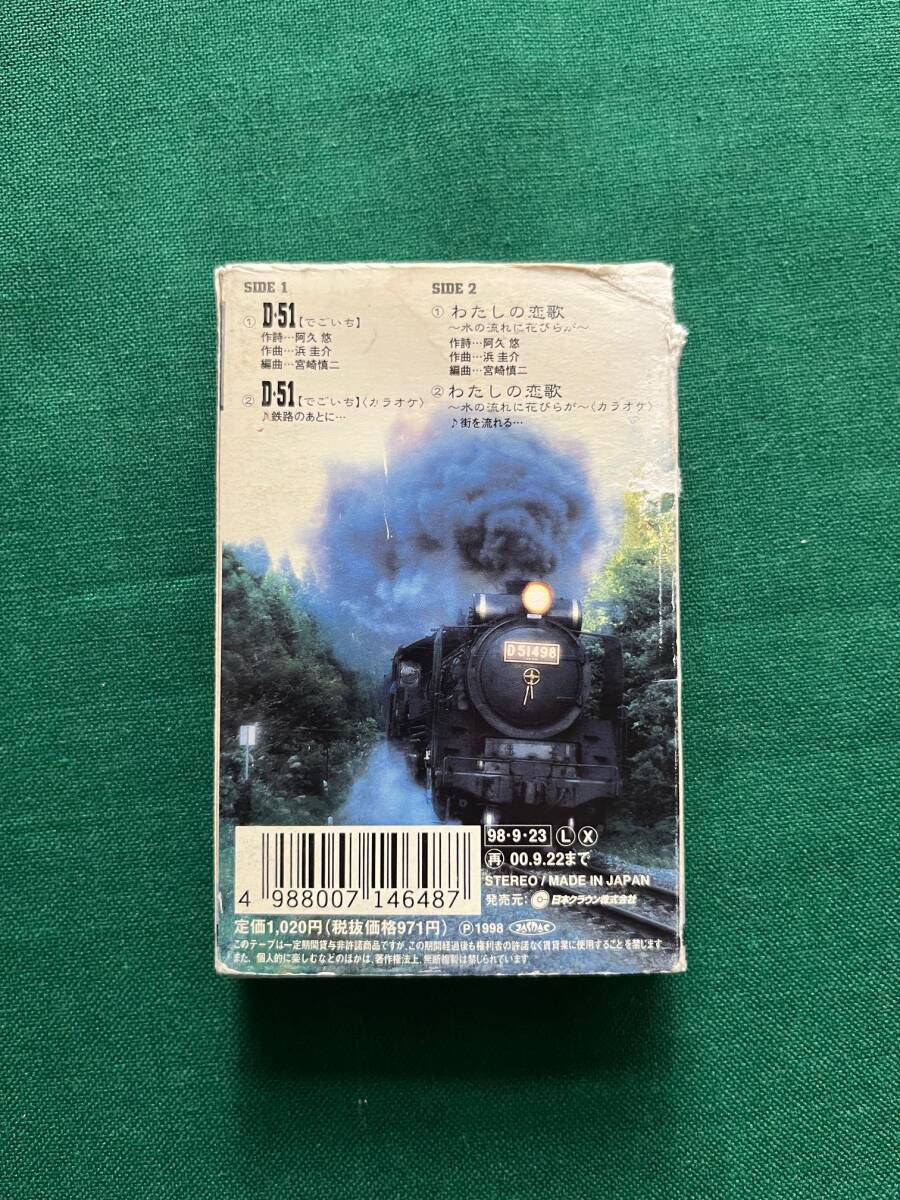 SIDE 1
① D・51【でごいち】
作詩…阿久 悠
作曲…浜 圭介
編曲…宮崎慎二
② D・51【でごいち】〈カラオケ〉
♪鉄路のあとに…
SIDE 2
① わたしの恋歌
～水の流れに花びらが～
作詩…阿久 悠
作曲…浜 圭介
編曲…宮崎慎二
② わたしの恋歌
～水の流れに花びらが～〈カラオケ〉
♪街を流れる…
D51498
98・9・23 Ⓛ Ⓧ
再 00.9.22まで
STEREO / MADE IN JAPAN
発売元: 日本クラウン株式会社
4 988007 146487
定価1,020円(税抜価格971円) Ⓟ1998 JASRAC
このテープは一定期間貸与非許諾商品ですが、この期間経過後も権利者の許諾なく賃貸業に使用することを禁じます
また、個人的に楽しむなどのほかは、著作権法上、無断複製は禁じられています